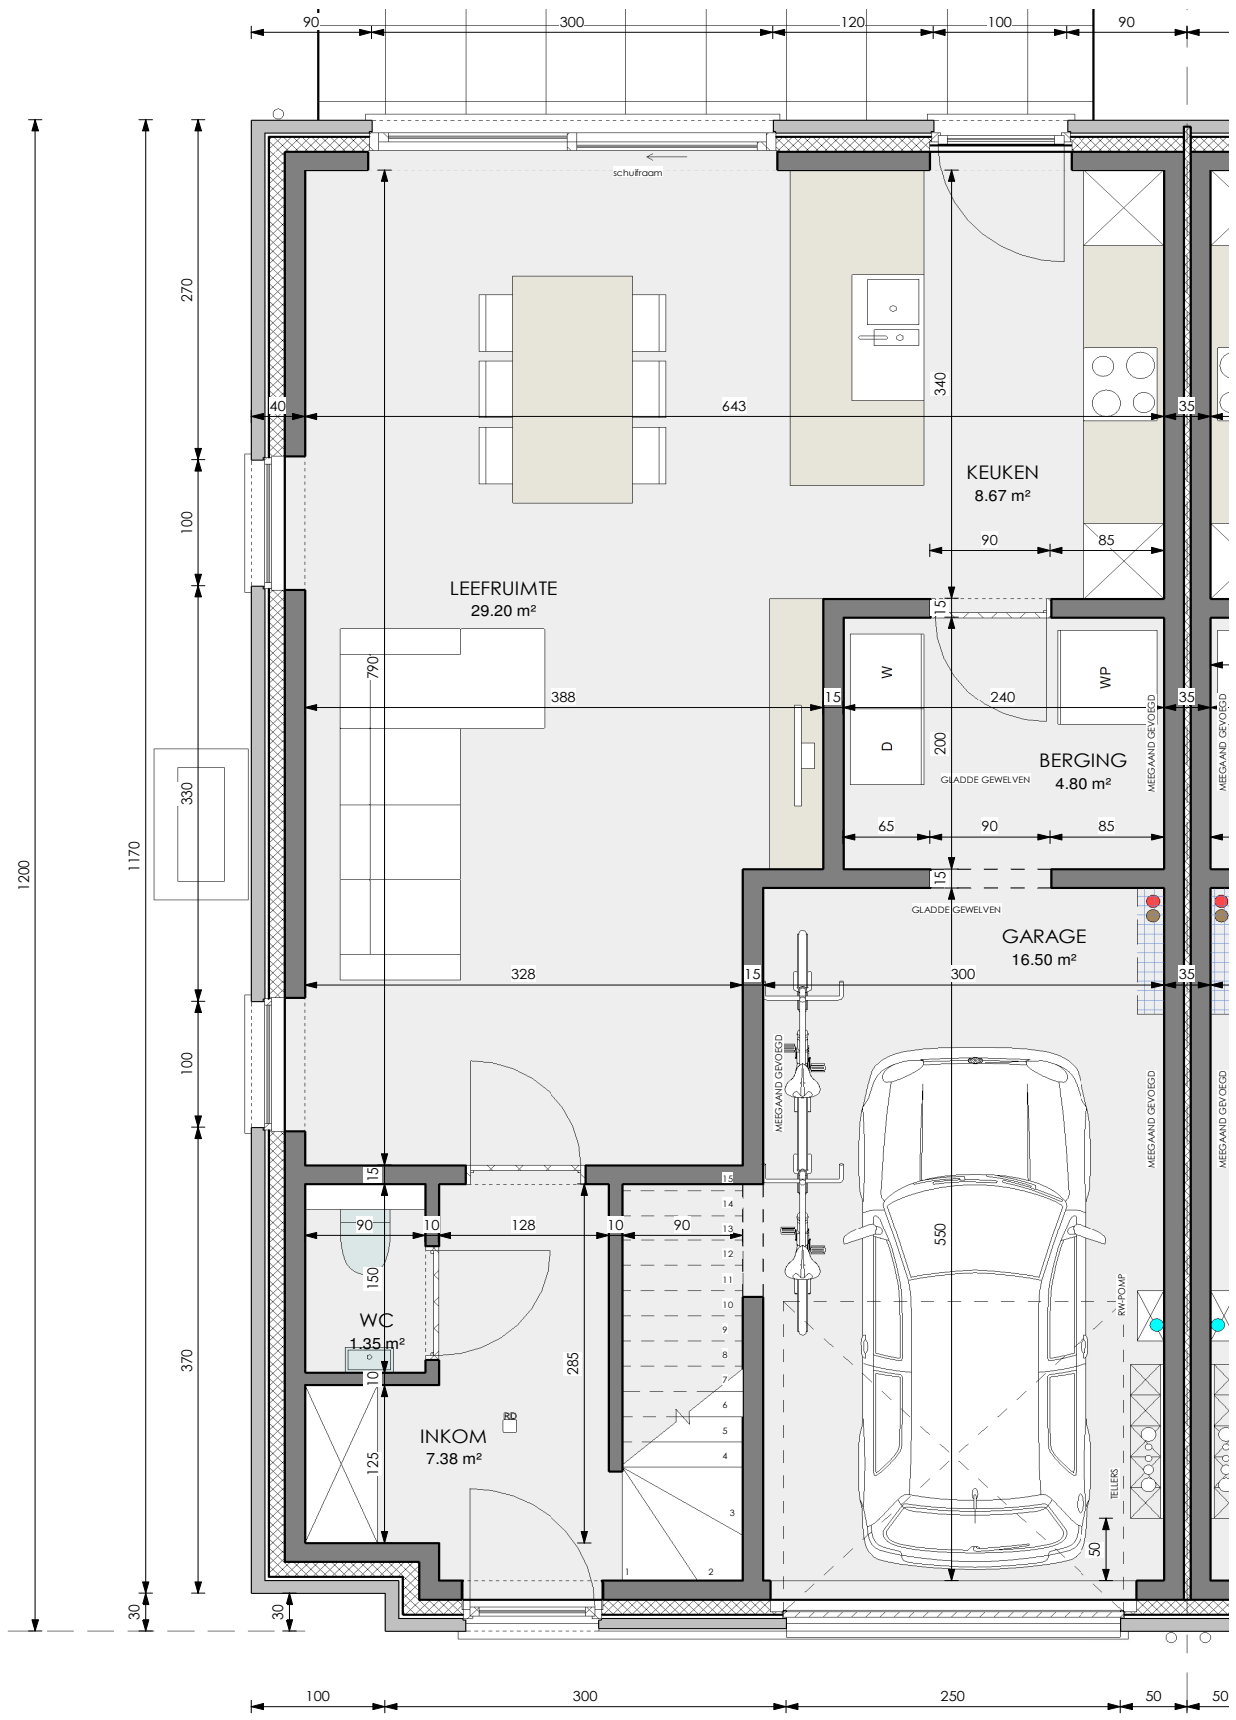 90 300 120 100 90
schuifraam
270
40 643 35
340
KEUKEN
8.67 m²
100
90 85
LEEFRUIMTE
29.20 m²
15
790
W
WP
388 15 240 35
MEEGAAND GEVOEGD
MEEGAAND GEVOEGD
200
D
BERGING
4.80 m²
GLADDE GEWELVEN
330
65 90 85
1170
1200
15
GLADDE GEWELVEN
GARAGE
16.50 m²
328 15 300 35
100
MEEGAAND GEVOEGD
MEEGAAND GEVOEGD
MEEGAAND GEVOEGD
15
15
14
90 10 128 10 90
13
12
550
11
150
10
RW-POMP
WC
1.35 m²
9
8
285
370
10
7
6
RD
5
INKOM
7.38 m²
4
125
TELLERS
3
50
1 2
30 30
100 300 250 50 50